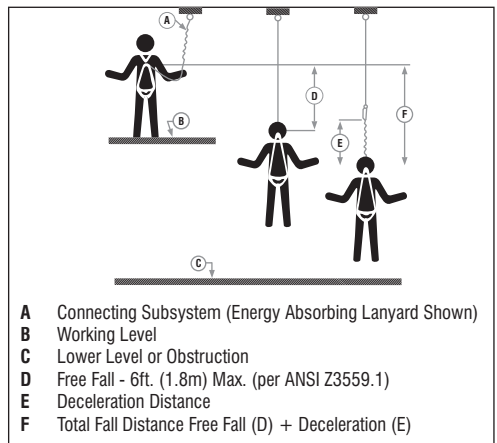 A
B
D
E
F
C
A Connecting Subsystem (Energy Absorbing Lanyard Shown)
B Working Level
C Lower Level or Obstruction
D Free Fall - 6ft. (1.8m) Max. (per ANSI Z3559.1)
E Deceleration Distance
F Total Fall Distance Free Fall (D) + Deceleration (E)